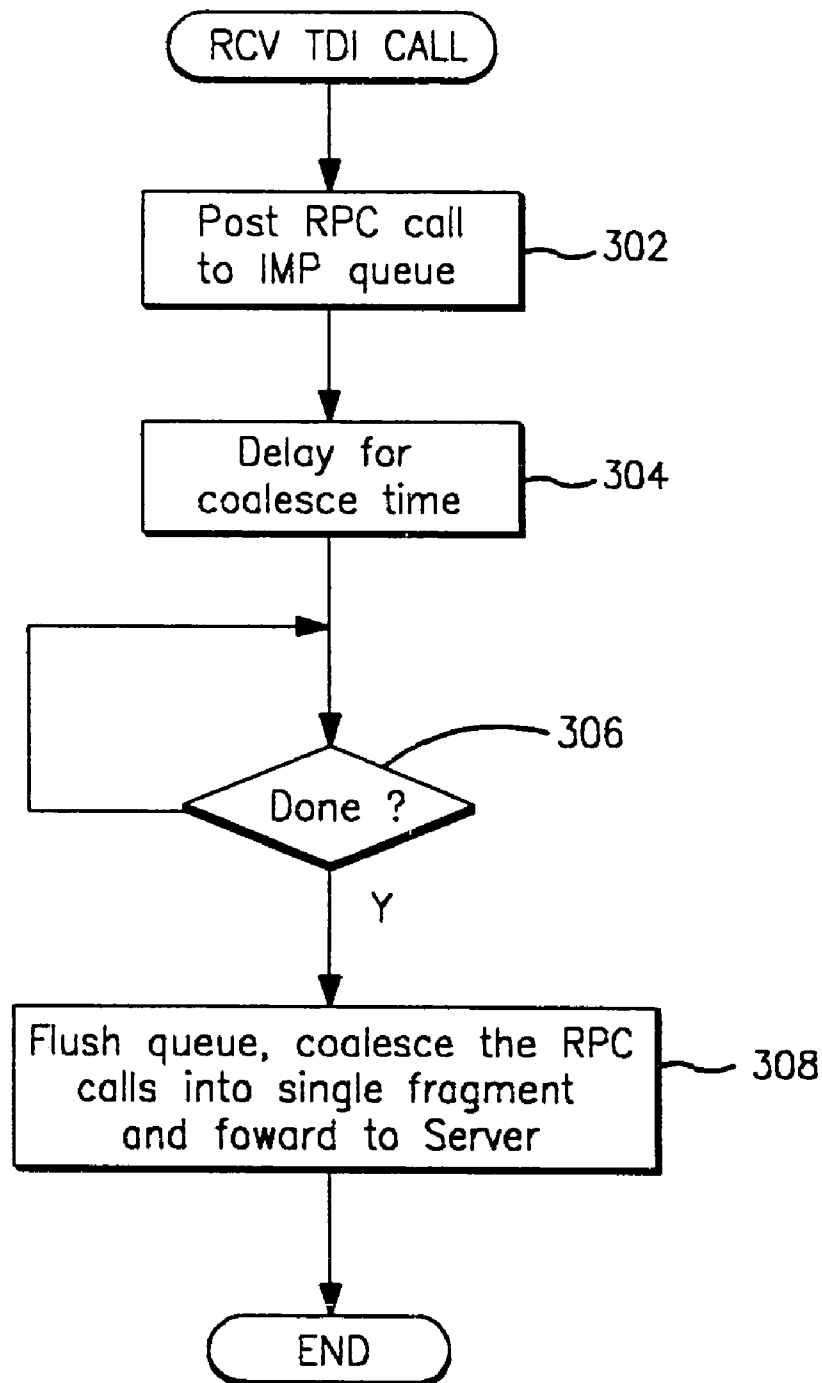 RCV TDI CALL
Post RPC call
to IMP queue
302
Delay for
coalesce time
304
306
Done ?
Y
Flush queue, coalesce the RPC
calls into single fragment
and foward to Server
308
END